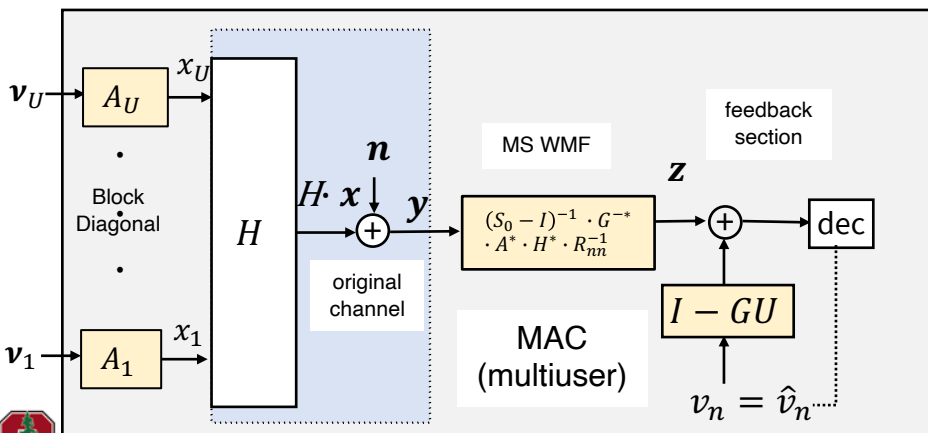 𝝂_U
A_U
x_U
Block
Diagonal
𝝂_1
A_1
x_1
H
H· 𝒙
𝒏
+
𝒚
original
channel
MS WMF
(S_0 − I)^{−1} · G^{−*}
· A^* · H^* · R_{nn}^{−1}
MAC
(multiuser)
𝒛
feedback
section
+
dec
I − GU
v_n = v̂_n